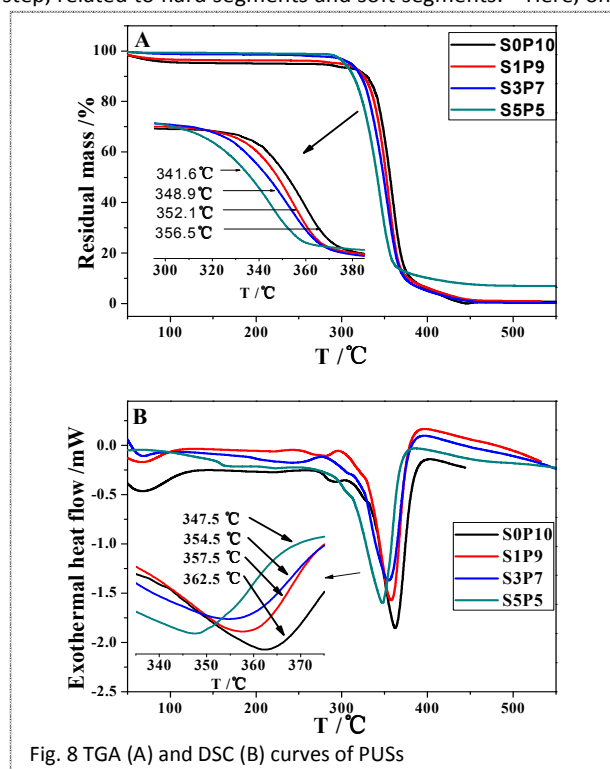 step, related to hard segments and soft segments.
Here, on
A
S0P10
S1P9
S3P7
S5P5
Residual mass /%
100
80
60
40
20
0
341.6℃
348.9℃
352.1℃
356.5℃
300 320 340 360 380
T /℃
100 200 300 400 500
T /℃
B
Exothermal heat flow /mW
0.0
-0.5
-1.0
-1.5
-2.0
-2.5
347.5 ℃
354.5 ℃
357.5 ℃
362.5 ℃
S0P10
S1P9
S3P7
S5P5
340 350 360 370
T /℃
100 200 300 400 500
T /℃
Fig. 8 TGA (A) and DSC (B) curves of PUSs